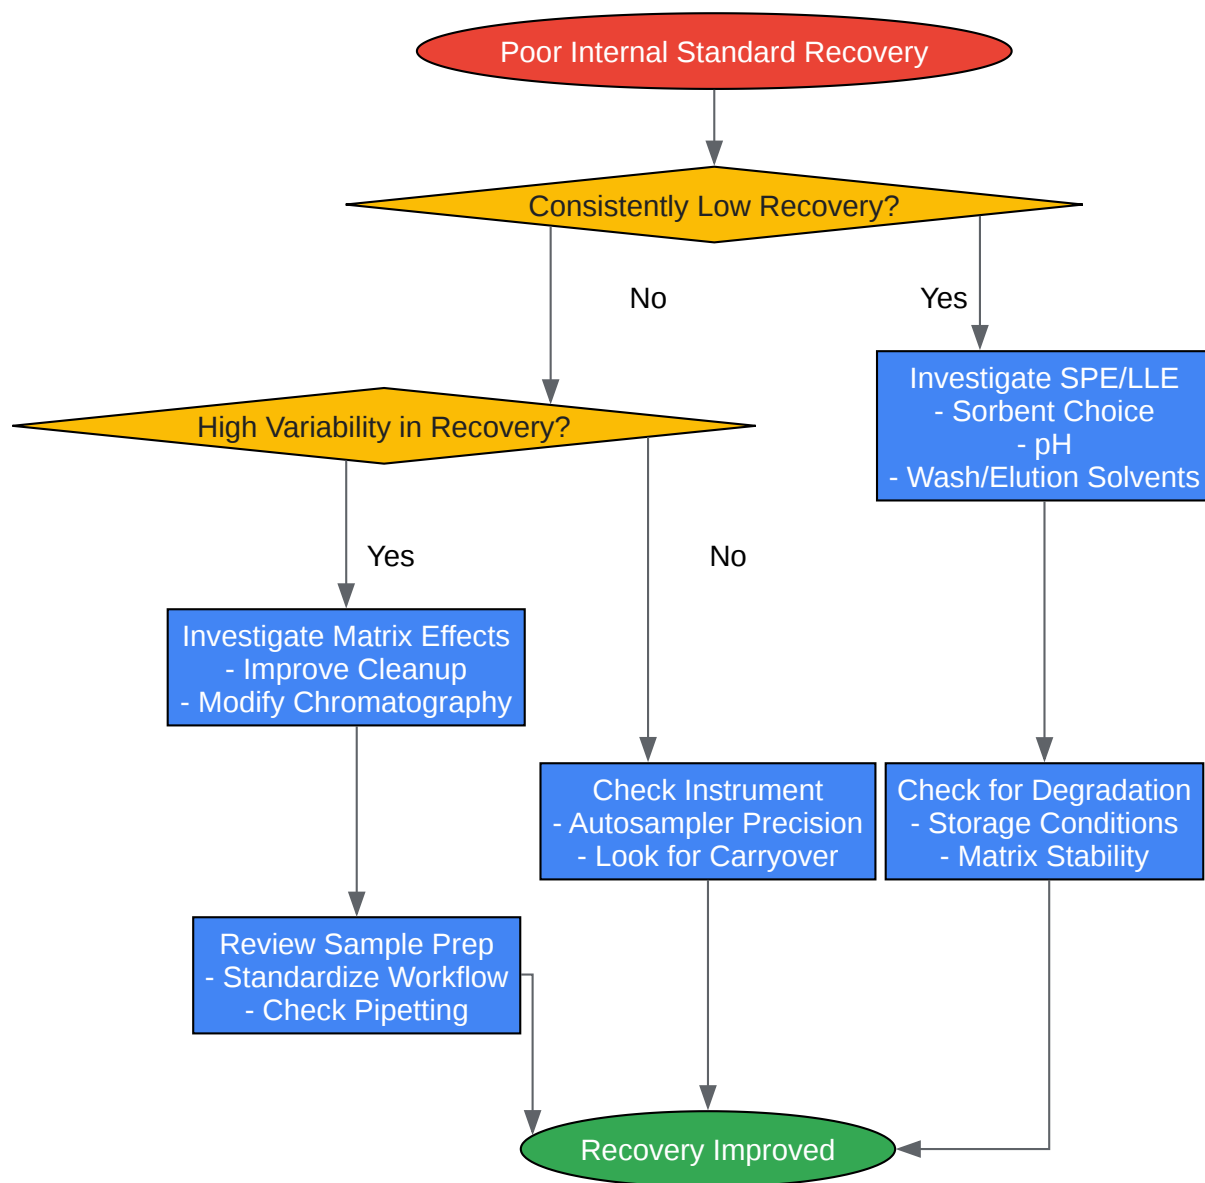 Poor Internal Standard Recovery
Consistently Low Recovery?
No
Yes
Investigate SPE/LLE
- Sorbent Choice
- pH
- Wash/Elution Solvents
High Variability in Recovery?
Yes
No
Investigate Matrix Effects
- Improve Cleanup
- Modify Chromatography
Check Instrument
- Autosampler Precision
- Look for Carryover
Check for Degradation
- Storage Conditions
- Matrix Stability
Review Sample Prep
- Standardize Workflow
- Check Pipetting
Recovery Improved